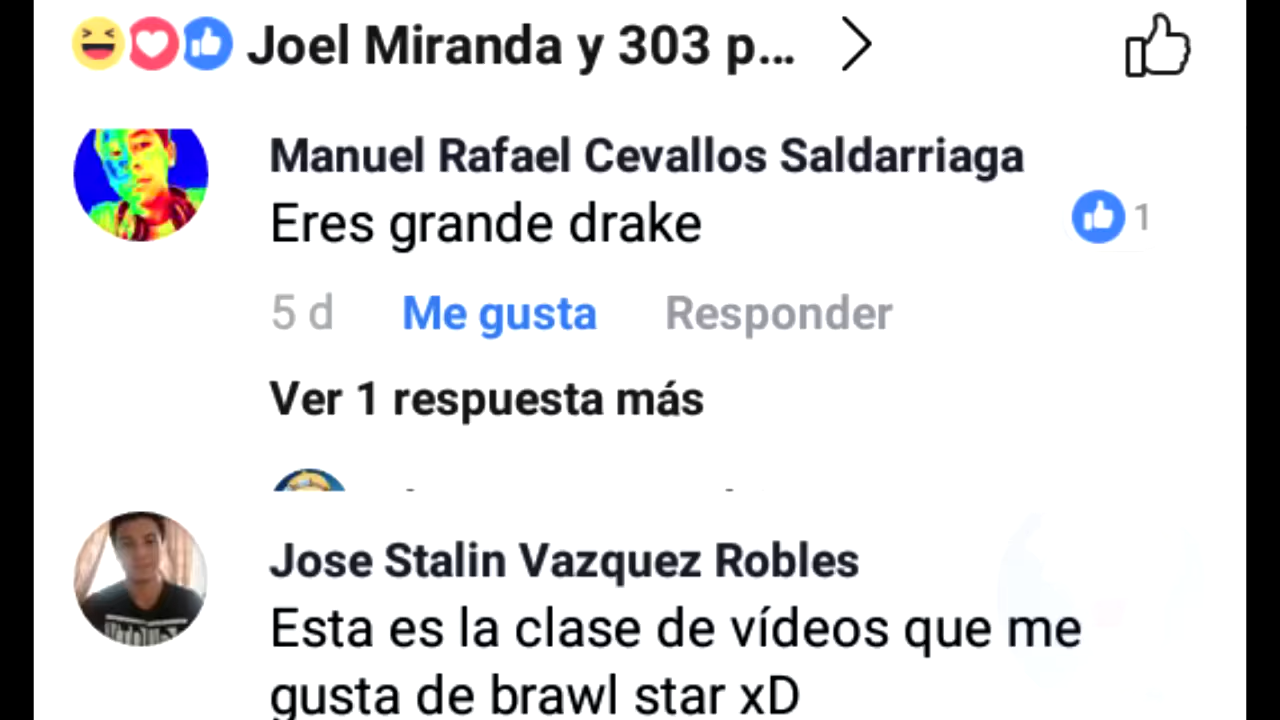 Joel Miranda y 303 p...
Manuel Rafael Cevallos Saldarriaga
Eres grande drake
1
5 d Me gusta Responder
Ver 1 respuesta más
Jose Stalin Vazquez Robles
Esta es la clase de vídeos que me
gusta de brawl star xD